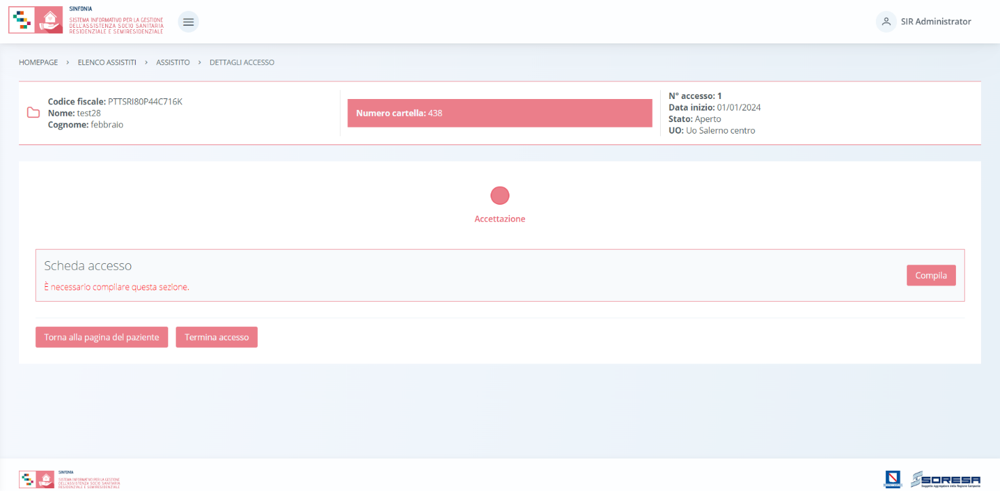 SINFONIA
SISTEMA INFORMATIVO PER LA GESTIONE
DELL'ASSISTENZA SOCIO SANITARIA
RESIDENZIALE E SEMIRESIDENZIALE
SIR Administrator
HOMEPAGE > ELENCO ASSISTITI > ASSISTITO > DETTAGLI ACCESSO
Codice fiscale: PTTSRI80P44C716K
Nome: test28
Cognome: febbraio
Numero cartella: 438
N° accesso: 1
Data inizio: 01/01/2024
Stato: Aperto
UO: Uo Salerno centro
Accettazione
Scheda accesso
È necessario compilare questa sezione.
Compila
Torna alla pagina del paziente
Termina accesso
SINFONIA
SISTEMA INFORMATIVO PER LA GESTIONE
DELL'ASSISTENZA SOCIO SANITARIA
RESIDENZIALE E SEMIRESIDENZIALE
SORESA
Soggetto Aggregatore della Regione Campania